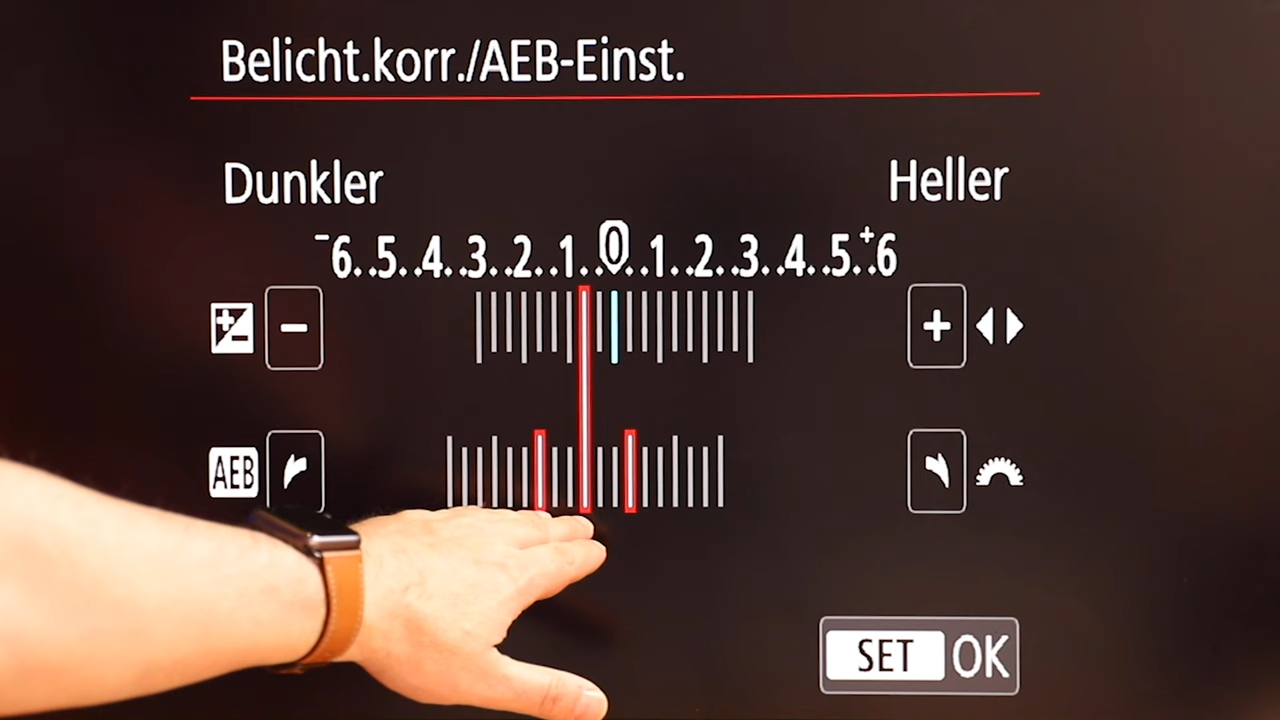 Belicht.korr./AEB-Einst.
Dunkler Heller
-6..5..4..3..2..1..0..1..2..3..4..5..+6
− +
AEB
SET OK